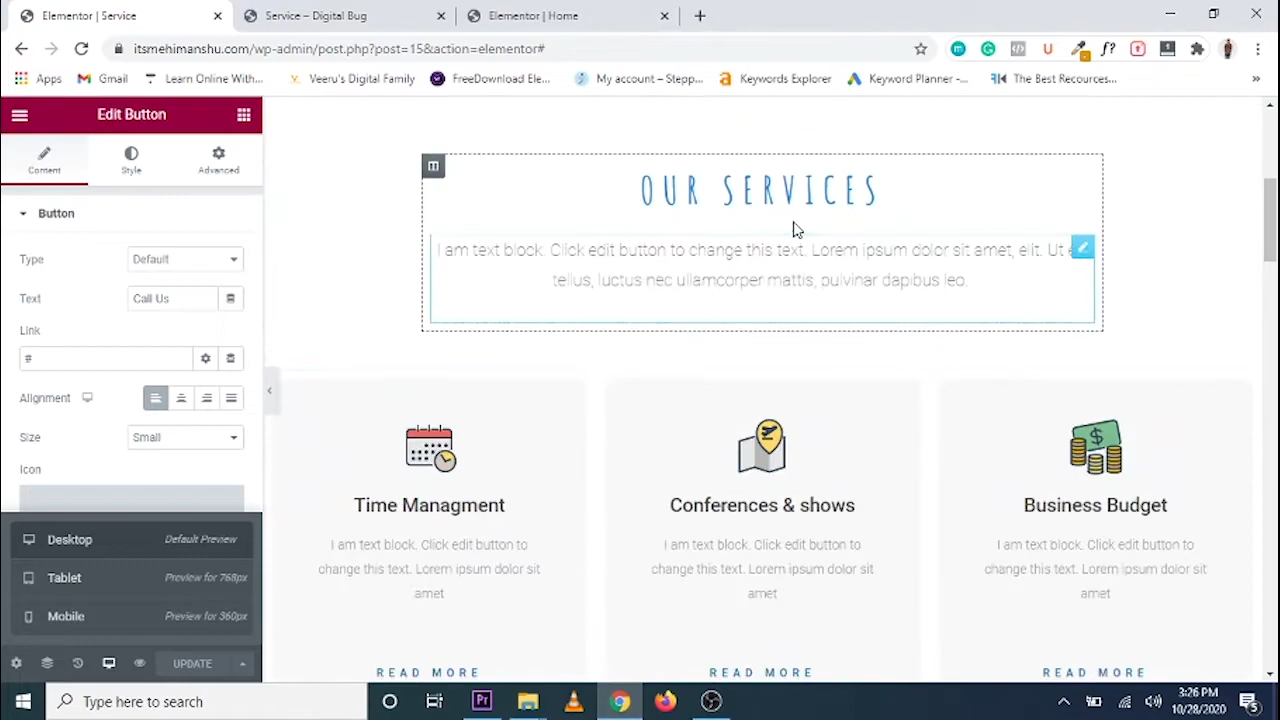 Elementor | Service
Service – Digital Bug
Elementor | Home
itsmehimanshu.com/wp-admin/post.php?post=15&action=elementor#
Apps
Gmail
Learn Online With...
Veeru's Digital Family
FreeDownload Ele...
My account – Stepp...
Keywords Explorer
Keyword Planner -...
The Best Recources...
Edit Button
Content
Style
Advanced
Button
Type
Default
Text
Call Us
Link
#
Alignment
Size
Small
Icon
Desktop
Default Preview
Tablet
Preview for 768px
Mobile
Preview for 360px
UPDATE
OUR SERVICES
I am text block. Click edit button to change this text. Lorem ipsum dolor sit amet, elit. Ut
tellus, luctus nec ullamcorper mattis, pulvinar dapibus leo.
Time Managment
I am text block. Click edit button to
change this text. Lorem ipsum dolor sit
amet
READ MORE
Conferences & shows
I am text block. Click edit button to
change this text. Lorem ipsum dolor sit
amet
READ MORE
Business Budget
I am text block. Click edit button to
change this text. Lorem ipsum dolor sit
amet
READ MORE
Type here to search
3:26 PM
10/28/2020
5